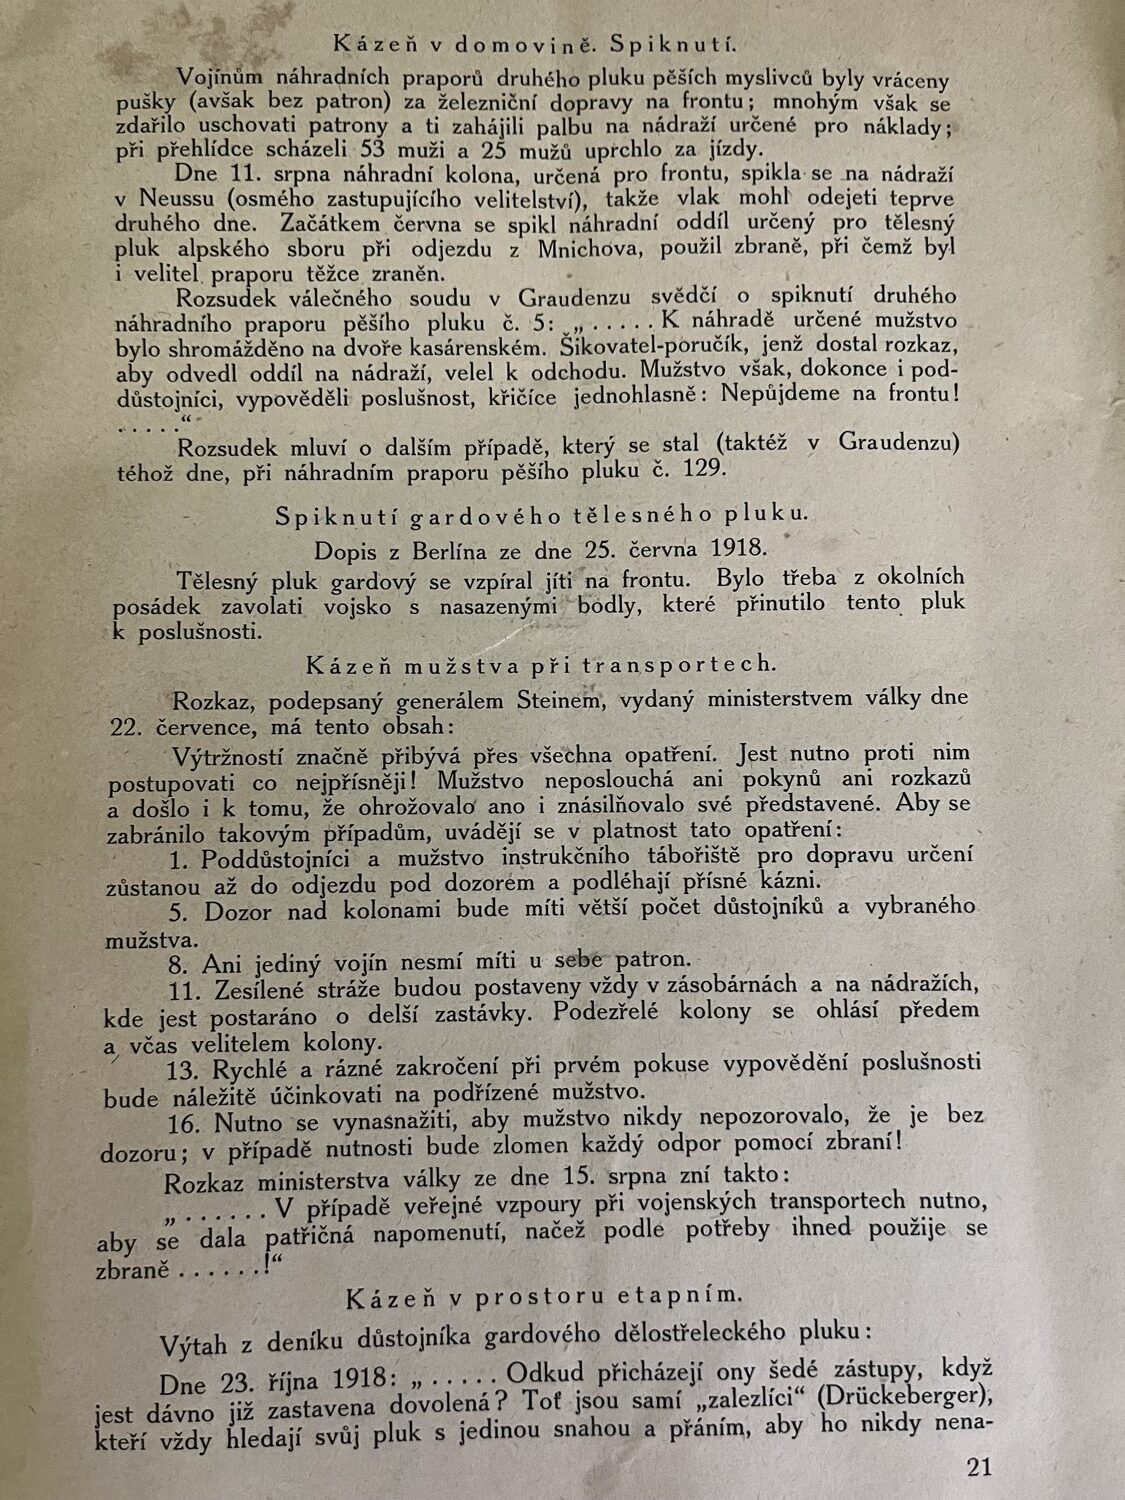 Kázeň v domovině. Spiknutí.
Vojínům náhradních praporů druhého pluku pěších myslivců byly vráceny
pušky (avšak bez patron) za železniční dopravy na frontu; mnohým však se
zdařilo uschovati patrony a ti zahájili palbu na nádraží určené pro náklady;
při přehlídce scházeli 53 muži a 25 mužů uprchlo za jízdy.
Dne 11. srpna náhradní kolona, určená pro frontu, spikla se na nádraží
v Neussu (osmého zastupujícího velitelství), takže vlak mohl odejeti teprve
druhého dne. Začátkem června se spikl náhradní oddíl určený pro tělesný
pluk alpského sboru při odjezdu z Mnichova, použil zbraně, při čemž byl
i velitel praporu těžce zraněn.
Rozsudek válečného soudu v Graudenzu svědčí o spiknutí druhého
náhradního praporu pěšího pluku č. 5: „ . . . . . K náhradě určené mužstvo
bylo shromážděno na dvoře kasárenském. Šikovatel-poručík, jenž dostal rozkaz,
aby odvedl oddíl na nádraží, velel k odchodu. Mužstvo však, dokonce i pod-
důstojníci, vypověděli poslušnost, křičíce jednohlasně: Nepůjdeme na frontu!
. . . . .“
Rozsudek mluví o dalším případě, který se stal (taktéž v Graudenzu)
téhož dne, při náhradním praporu pěšího pluku č. 129.
Spiknutí gardového tělesného pluku.
Dopis z Berlína ze dne 25. června 1918.
Tělesný pluk gardový se vzpíral jíti na frontu. Bylo třeba z okolních
posádek zavolati vojsko s nasazenými bodly, které přinutilo tento pluk
k poslušnosti.
Kázeň mužstva při transportech.
Rozkaz, podepsaný generálem Steinem, vydaný ministerstvem války dne
22. července, má tento obsah:
Výtržností značně přibývá přes všechna opatření. Jest nutno proti nim
postupovati co nejpřísněji! Mužstvo neposlouchá ani pokynů ani rozkazů
a došlo i k tomu, že ohrožovalo ano i znásilňovalo své představené. Aby se
zabránilo takovým případům, uvádějí se v platnost tato opatření:
1. Poddůstojníci a mužstvo instrukčního tábořiště pro dopravu určení
zůstanou až do odjezdu pod dozorem a podléhají přísné kázni.
5. Dozor nad kolonami bude míti větší počet důstojníků a vybraného
mužstva.
8. Ani jediný vojín nesmí míti u sebe patron.
11. Zesílené stráže budou postaveny vždy v zásobárnách a na nádražích,
kde jest postaráno o delší zastávky. Podezřelé kolony se ohlásí předem
a včas velitelem kolony.
13. Rychlé a rázné zakročení při prvém pokuse vypovědění poslušnosti
bude náležitě účinkovati na podřízené mužstvo.
16. Nutno se vynasnažiti, aby mužstvo nikdy nepozorovalo, že je bez
dozoru; v případě nutnosti bude zlomen každý odpor pomocí zbraní!
Rozkaz ministerstva války ze dne 15. srpna zní takto:
„ . . . . . . . V případě veřejné vzpoury při vojenských transportech nutno,
aby se dala patřičná napomenutí, načež podle potřeby ihned použije se
zbraně . . . . . .!“
Kázeň v prostoru etapním.
Výtah z deníku důstojníka gardového dělostřeleckého pluku:
Dne 23. října 1918: „ . . . . . Odkud přicházejí ony šedé zástupy, když
jest dávno již zastavena dovolená? Toť jsou samí „zalezlíci“ (Drückeberger),
kteří vždy hledají svůj pluk s jedinou snahou a přáním, aby ho nikdy nena-
21